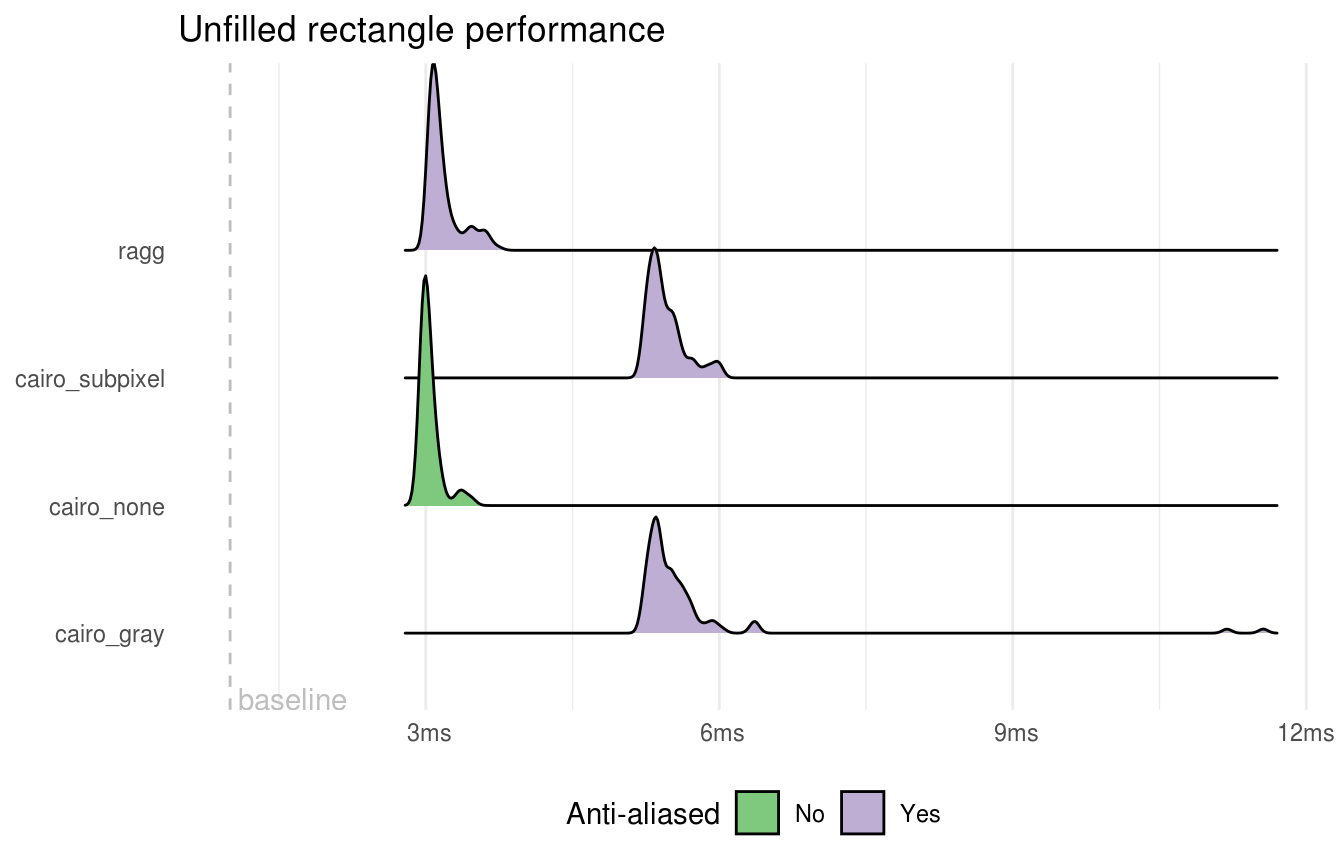 Unfilled rectangle performance
ragg
cairo_subpixel
cairo_none
cairo_gray
baseline
3ms 6ms 9ms 12ms
Anti-aliased No Yes